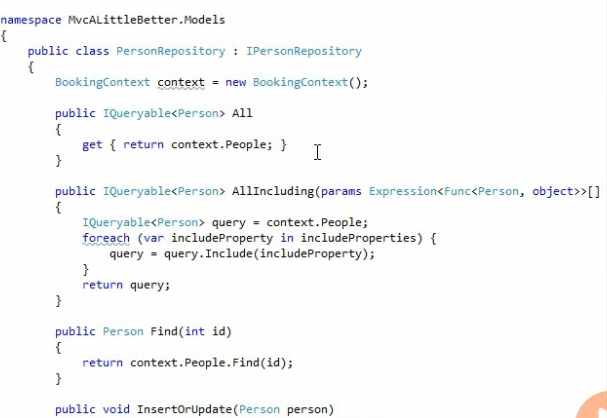 namespace MvcALittleBetter.Models
{
    public class PersonRepository : IPersonRepository
    {
        BookingContext context = new BookingContext();

        public IQueryable<Person> All
        {
            get { return context.People; }
        }

        public IQueryable<Person> AllIncluding(params Expression<Func<Person, object>>[]
        {
            IQueryable<Person> query = context.People;
            foreach (var includeProperty in includeProperties) {
                query = query.Include(includeProperty);
            }
            return query;
        }

        public Person Find(int id)
        {
            return context.People.Find(id);
        }

        public void InsertOrUpdate(Person person)